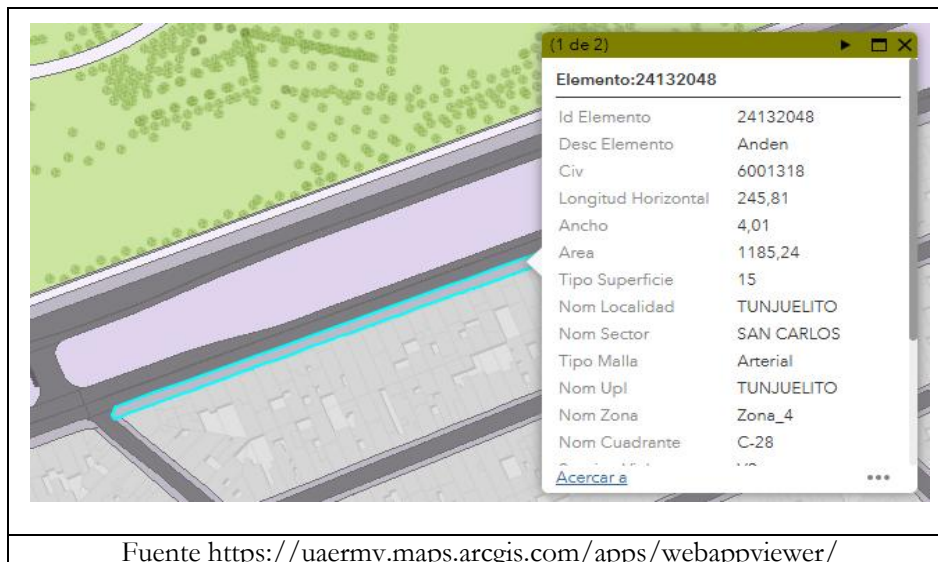 (1 de 2)
Elemento:24132048
Id Elemento 24132048
Desc Elemento Anden
Civ 6001318
Longitud Horizontal 245,81
Ancho 4,01
Area 1185,24
Tipo Superficie 15
Nom Localidad TUNJUELITO
Nom Sector SAN CARLOS
Tipo Malla Arterial
Nom Upl TUNJUELITO
Nom Zona Zona_4
Nom Cuadrante C-28
Acercar a
Fuente https://uaermv.maps.arcgis.com/apps/webappviewer/